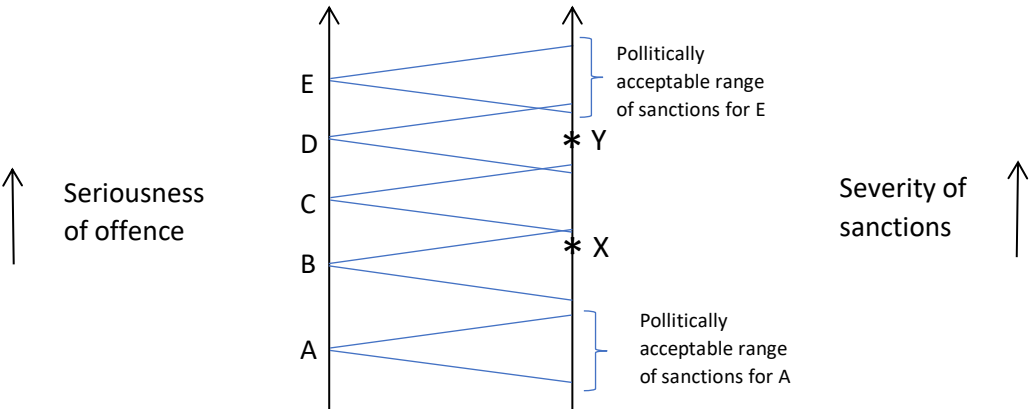 Seriousness
of offence
E
D
C
B
A
Pollitically
acceptable range
of sanctions for E
* Y
* X
Pollitically
acceptable range
of sanctions for A
Severity of
sanctions